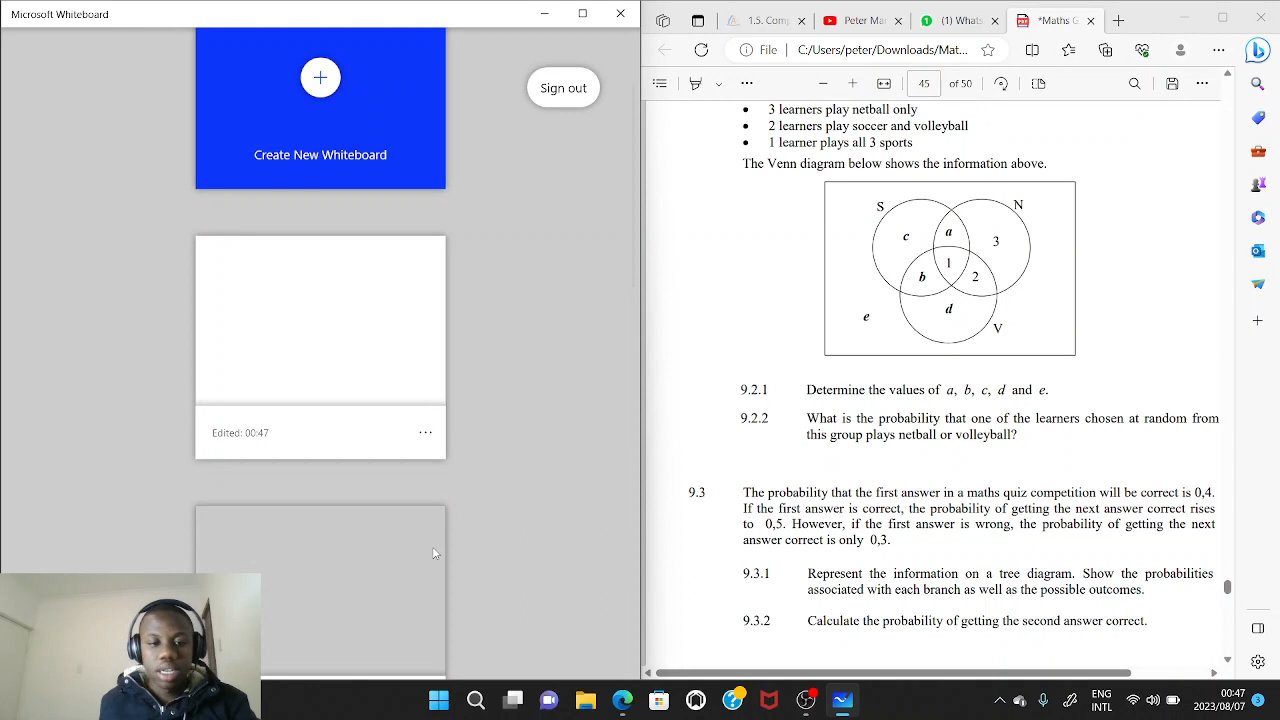 Microsoft Whiteboard
Create New Whiteboard
Sign out
Edited: 00:47
1.5. Comp
Peter Mar
(1) Whats
*Maths G
File
C:/Users/peter/Downloads/Mat...
45 of 50
3 learners play netball only
2 learners play soccer and volleyball
1 learner plays all 3 sports
The Venn diagram below shows the information above.
S
N
c
a
3
1
b
2
e
d
V
9.2.1 Determine the values of a, b, c, d and e.
9.2.2 What is the probability that one of the learners chosen at random from
this group plays netball or volleyball?
9.3 The probability that the first answer in a maths quiz competition will be correct is 0,4.
If the first answer is correct, the probability of getting the next answer correct rises
to 0,5. However, if the first answer is wrong, the probability of getting the next
answer correct is only 0,3.
9.3.1 Represent the information on a tree diagram. Show the probabilities
associated with each branch as well as the possible outcomes.
9.3.2 Calculate the probability of getting the second answer correct.
ENG
INTL
00:47
2023/08/07
3